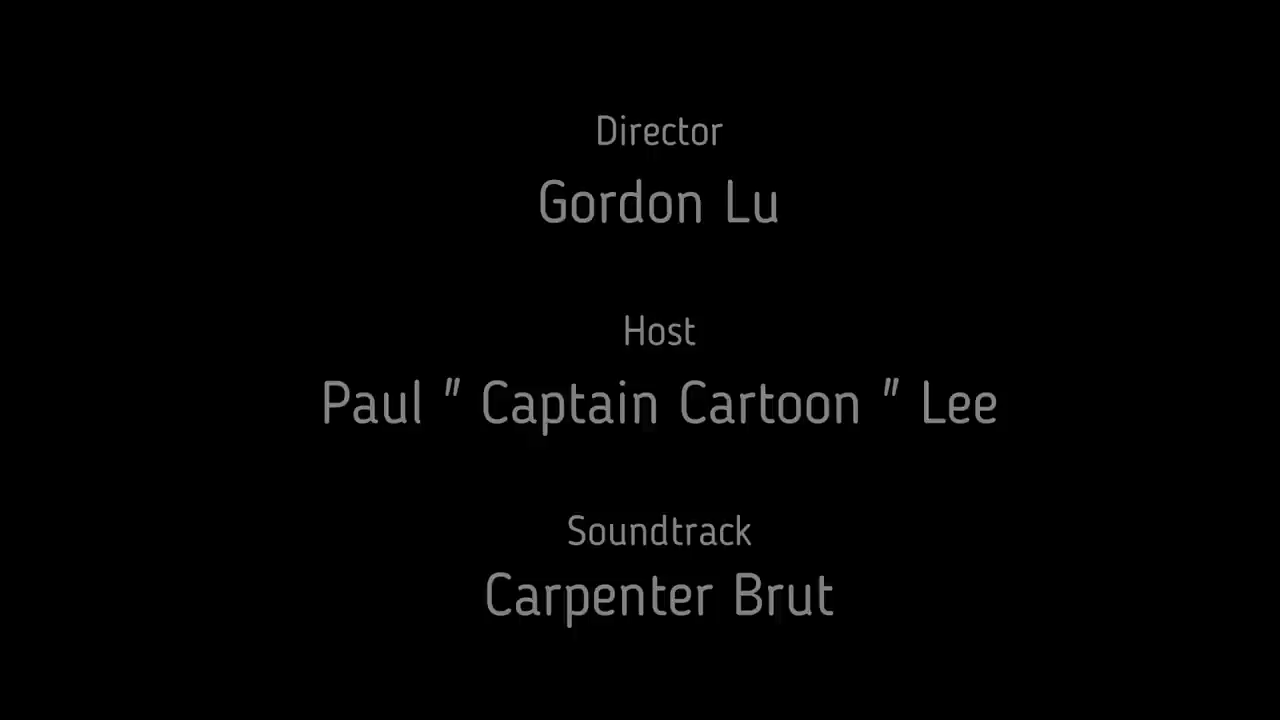 Director
Gordon Lu
Host
Paul " Captain Cartoon " Lee
Soundtrack
Carpenter Brut